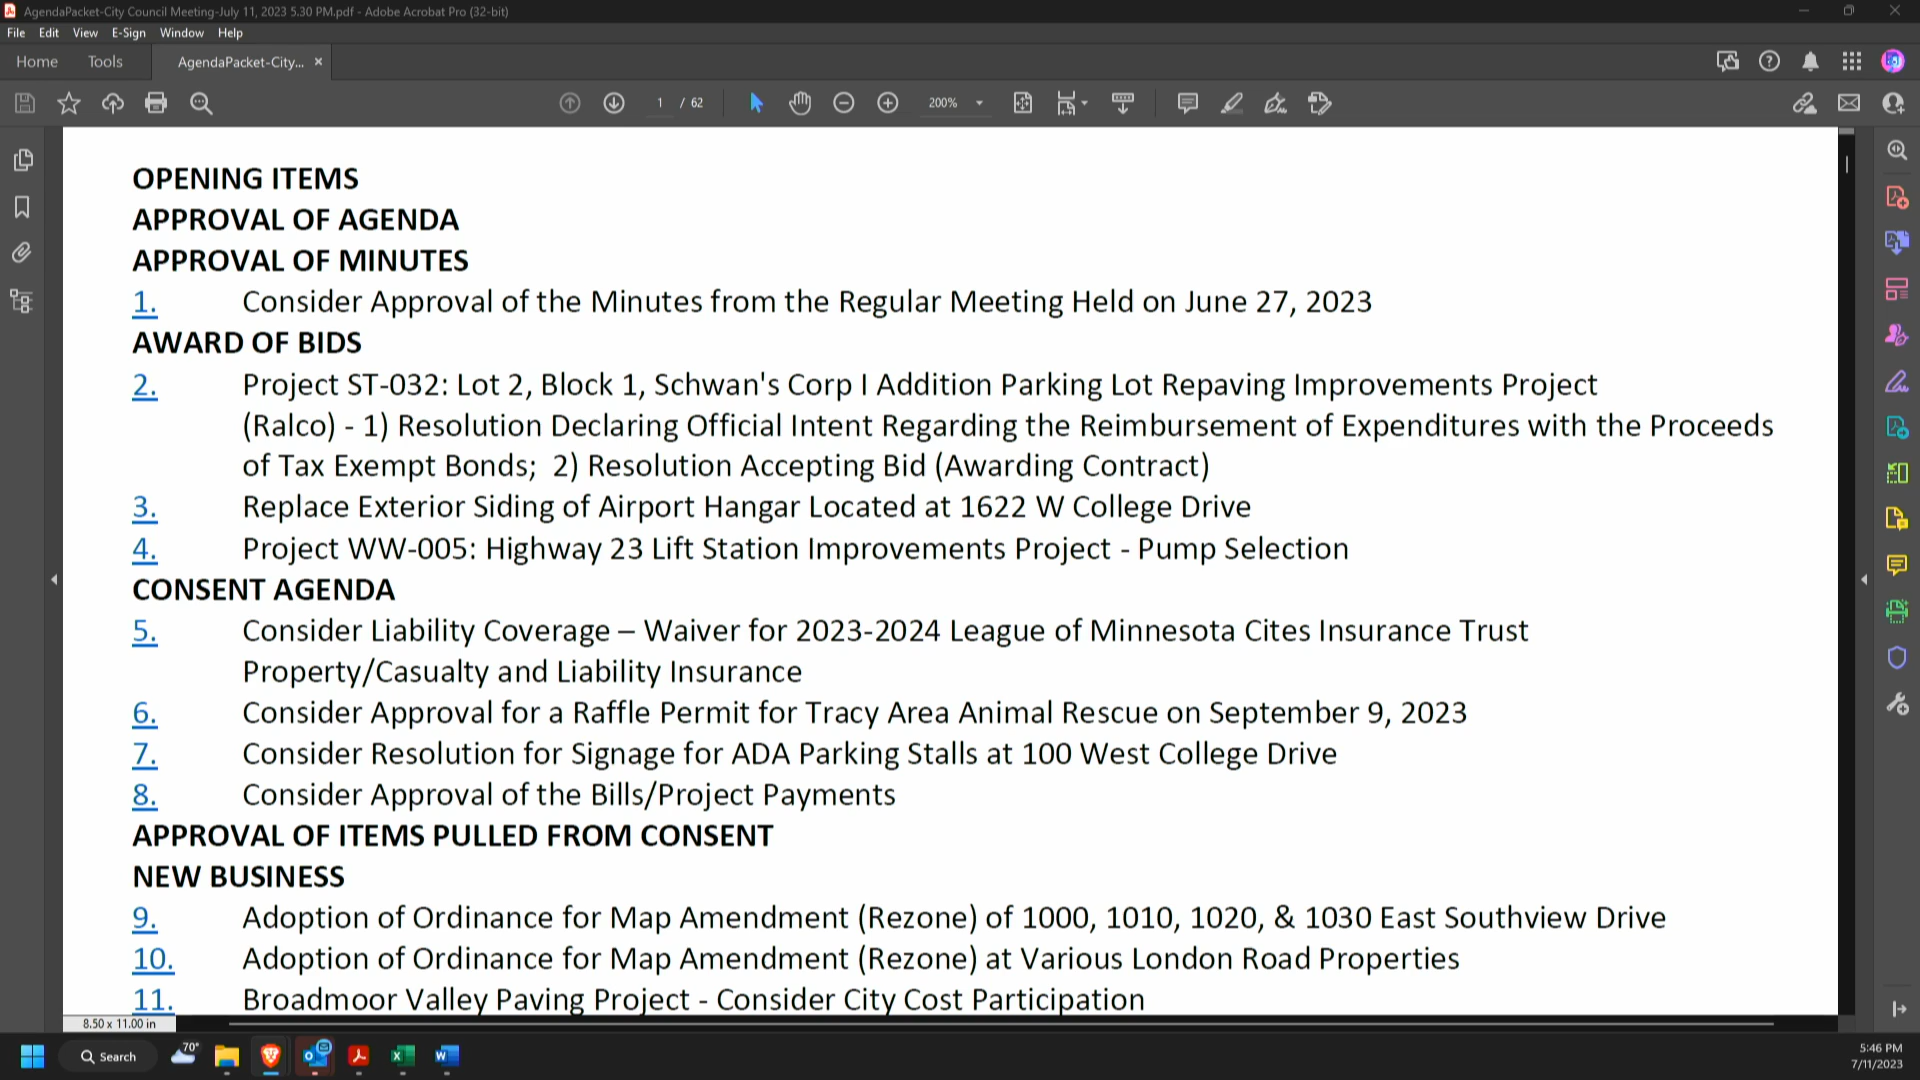 AgendaPacket-City Council Meeting-July 11, 2023 5.30 PM.pdf - Adobe Acrobat Pro (32-bit)
File Edit View E-Sign Window Help
Home Tools AgendaPacket-City... ×
1 / 62 200%
OPENING ITEMS
APPROVAL OF AGENDA
APPROVAL OF MINUTES
1. Consider Approval of the Minutes from the Regular Meeting Held on June 27, 2023
AWARD OF BIDS
2. Project ST-032: Lot 2, Block 1, Schwan's Corp I Addition Parking Lot Repaving Improvements Project
(Ralco) - 1) Resolution Declaring Official Intent Regarding the Reimbursement of Expenditures with the Proceeds
of Tax Exempt Bonds; 2) Resolution Accepting Bid (Awarding Contract)
3. Replace Exterior Siding of Airport Hangar Located at 1622 W College Drive
4. Project WW-005: Highway 23 Lift Station Improvements Project - Pump Selection
CONSENT AGENDA
5. Consider Liability Coverage – Waiver for 2023-2024 League of Minnesota Cites Insurance Trust
Property/Casualty and Liability Insurance
6. Consider Approval for a Raffle Permit for Tracy Area Animal Rescue on September 9, 2023
7. Consider Resolution for Signage for ADA Parking Stalls at 100 West College Drive
8. Consider Approval of the Bills/Project Payments
APPROVAL OF ITEMS PULLED FROM CONSENT
NEW BUSINESS
9. Adoption of Ordinance for Map Amendment (Rezone) of 1000, 1010, 1020, & 1030 East Southview Drive
10. Adoption of Ordinance for Map Amendment (Rezone) at Various London Road Properties
11. Broadmoor Valley Paving Project - Consider City Cost Participation
8.50 x 11.00 in
Search 70° 5:46 PM
7/11/2023